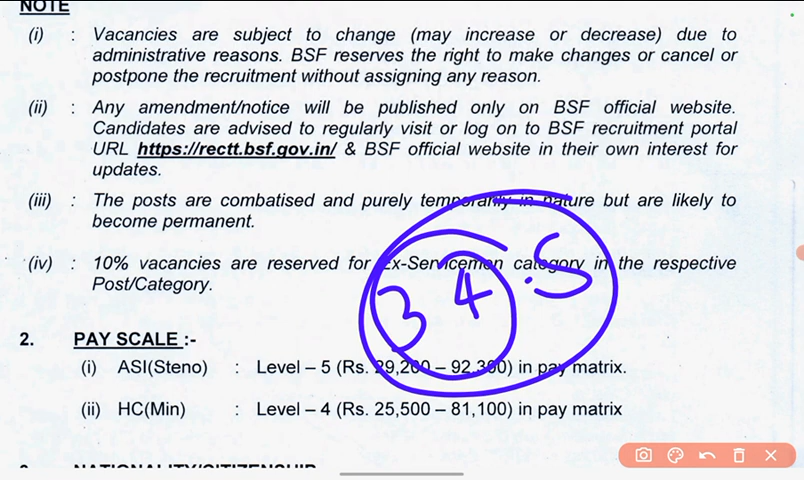 NOTE
(i) : Vacancies are subject to change (may increase or decrease) due to
administrative reasons. BSF reserves the right to make changes or cancel or
postpone the recruitment without assigning any reason.
(ii) : Any amendment/notice will be published only on BSF official website.
Candidates are advised to regularly visit or log on to BSF recruitment portal
URL https://rectt.bsf.gov.in/ & BSF official website in their own interest for
updates.
(iii) : The posts are combatised and purely temporarily in nature but are likely to
become permanent.
(iv) : 10% vacancies are reserved for Ex-Servicemen category in the respective
Post/Category.
3 4 .5
2. PAY SCALE :-
(i) ASI(Steno) : Level – 5 (Rs. 29,200 – 92,300) in pay matrix.
(ii) HC(Min) : Level – 4 (Rs. 25,500 – 81,100) in pay matrix
NATIONALITY/CITIZENSHIP